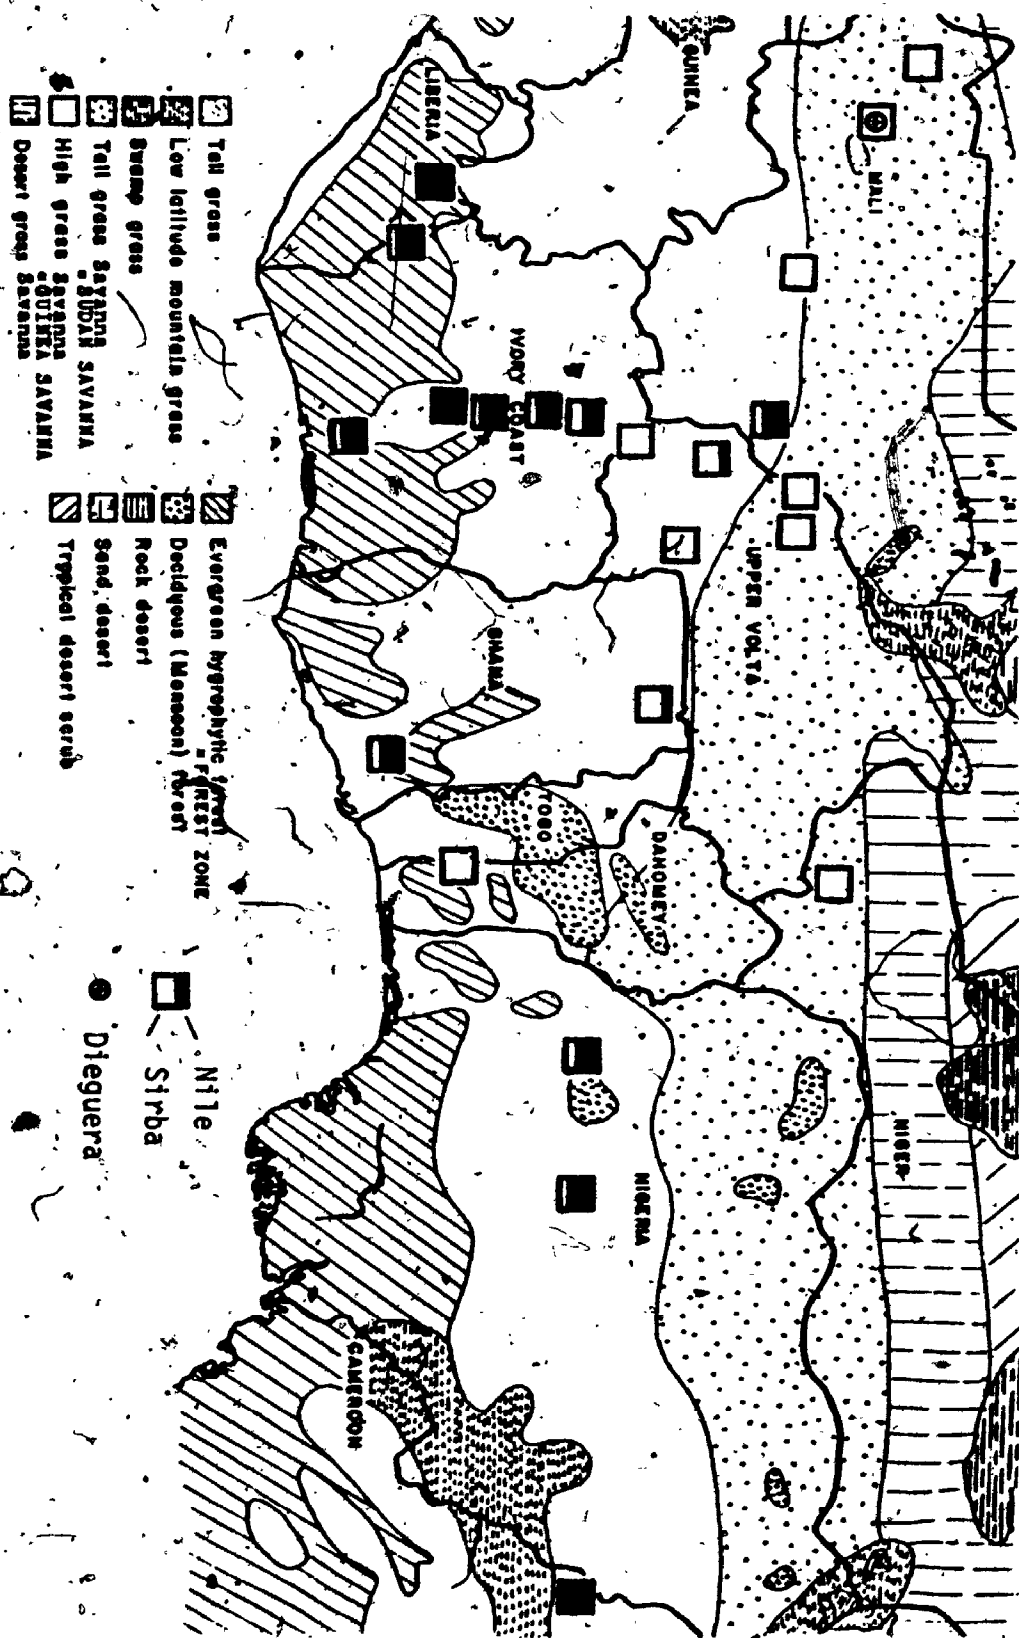 GUINEA
MALI
LIBERIA
IVORY COAST
UPPER VOLTA
GHANA
TOGO
DAHOMEY
NIGER
NIGERIA
CAMEROON
Tall grass
Low latitude mountain grass
Swamp grass
Tall grass Savanna
= SUDAN SAVANNA
High grass Savanna
= GUINEA SAVANNA
Desert grass Savanna
Evergreen hygrophytic forest
= FOREST ZONE
Deciduous (Monsoon) forest
Rock desert
Sand desert
Tropical desert scrub
Nile
Sirba
Dieguera